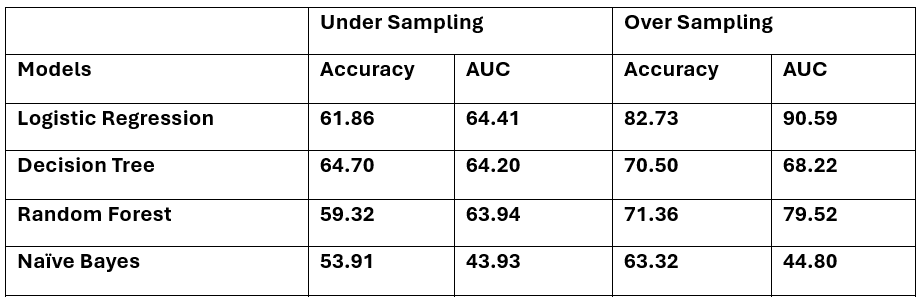 Under Sampling Over Sampling
Models Accuracy AUC Accuracy AUC
Logistic Regression 61.86 64.41 82.73 90.59
Decision Tree 64.70 64.20 70.50 68.22
Random Forest 59.32 63.94 71.36 79.52
Naïve Bayes 53.91 43.93 63.32 44.80